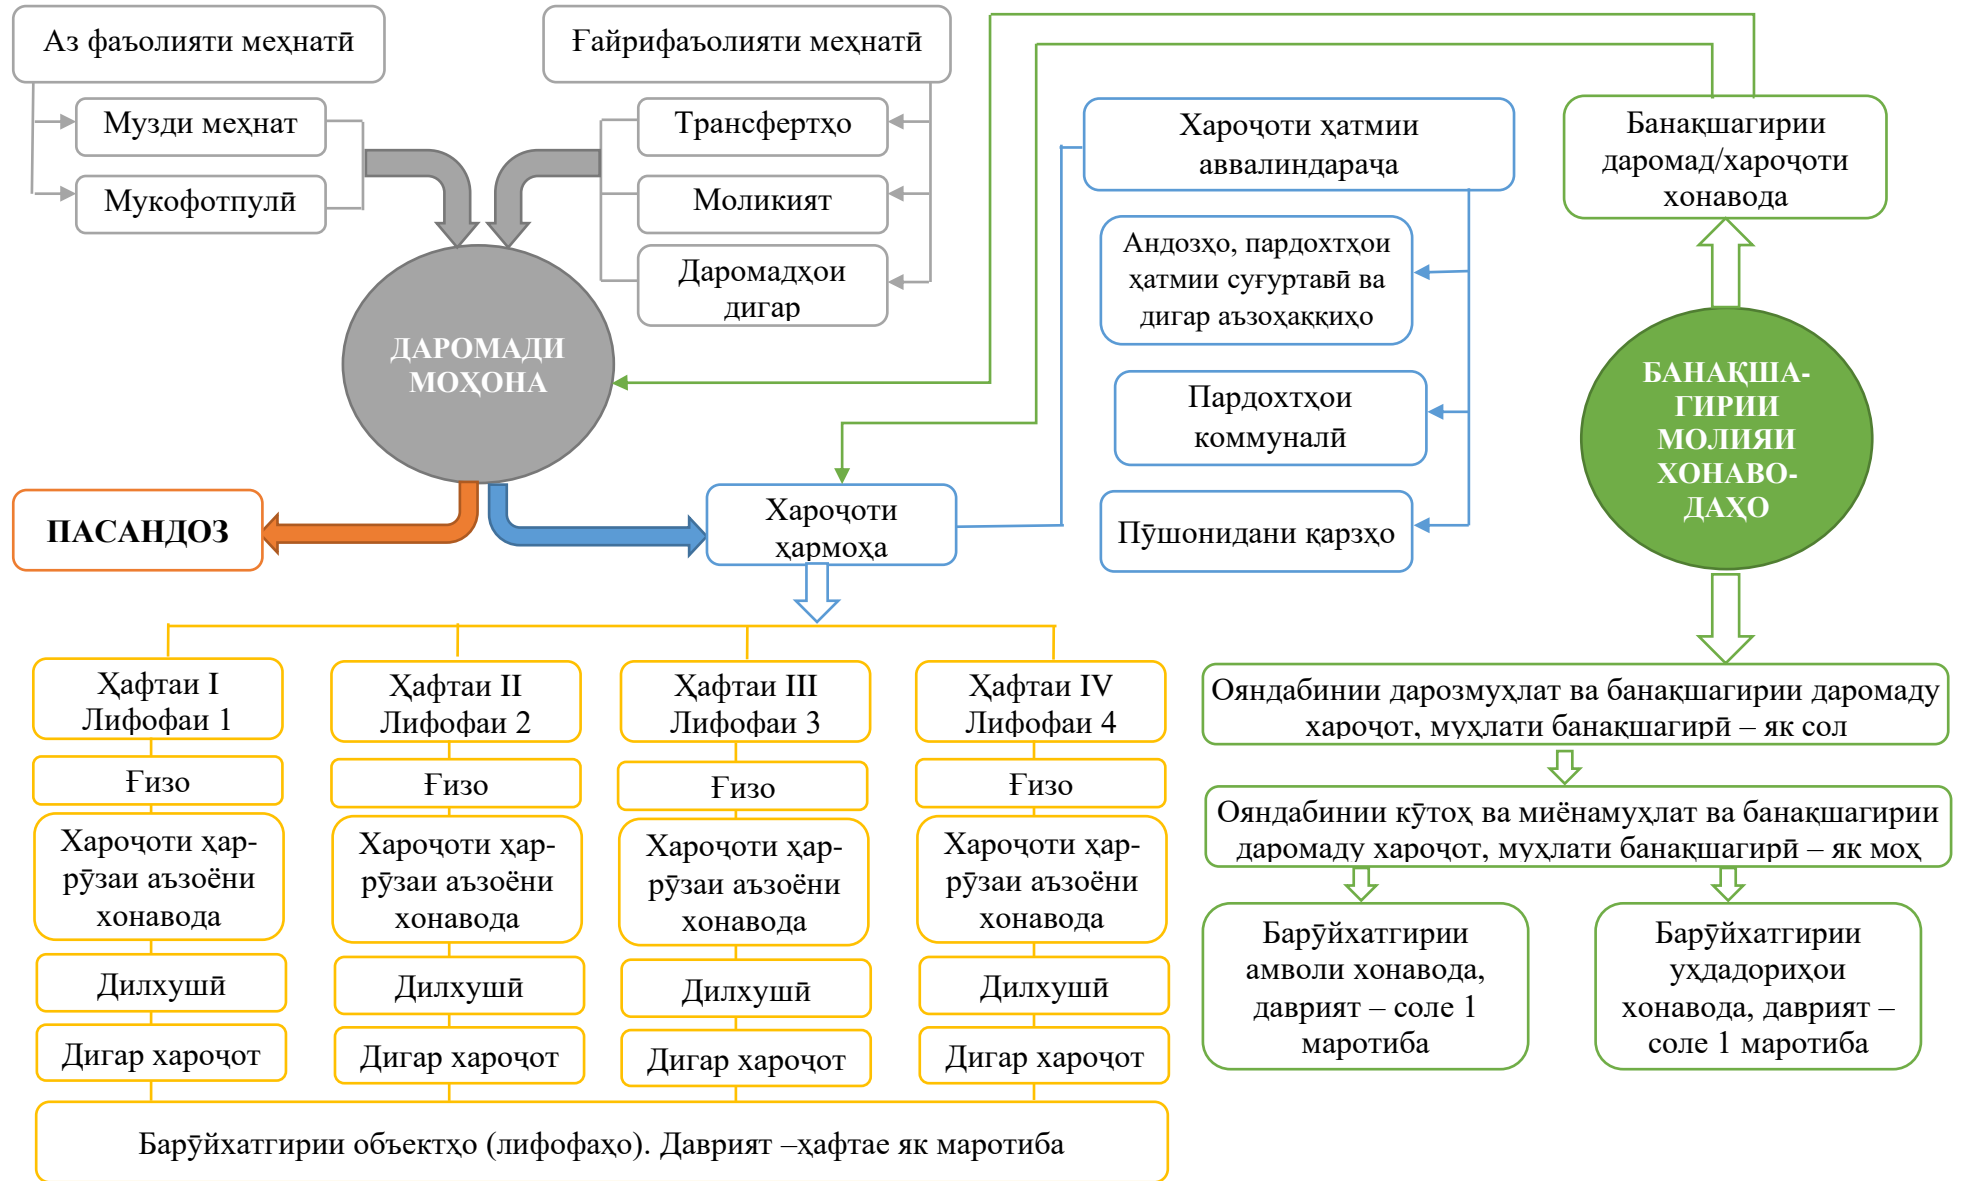 Аз фаъолияти меҳнатӣ
Ғайрифаъолияти меҳнатӣ
Музди меҳнат
Мукофотпулӣ
Трансфертҳо
Моликият
Даромадҳои
дигар
Хароҷоти ҳатмии
аввалиндараҷа
Банақшагирии
даромад/хароҷоти
хонавода
Андозҳо, пардохтҳои
ҳатмии суғуртавӣ ва
дигар аъзоҳаққиҳо
ДАРОМАДИ
МОҲОНА
БАНАҚША-
ГИРИИ
МОЛИЯИ
ХОНАВО-
ДАҲО
Пардохтҳои
коммуналӣ
ПАСАНДОЗ
Хароҷоти
ҳармоҳа
Пӯшонидани қарзҳо
Ҳафтаи I
Лифофаи 1
Ғизо
Хароҷоти ҳар-
рӯзаи аъзоёни
хонавода
Дилхушӣ
Дигар хароҷот
Ҳафтаи II
Лифофаи 2
Ғизо
Хароҷоти ҳар-
рӯзаи аъзоёни
хонавода
Дилхушӣ
Дигар хароҷот
Ҳафтаи III
Лифофаи 3
Ғизо
Хароҷоти ҳар-
рӯзаи аъзоёни
хонавода
Дилхушӣ
Дигар хароҷот
Ҳафтаи IV
Лифофаи 4
Ғизо
Хароҷоти ҳар-
рӯзаи аъзоёни
хонавода
Дилхушӣ
Дигар хароҷот
Барӯйхатгирии объектҳо (лифофаҳо). Даврият –ҳафтае як маротиба
Ояндабинии дарозмуҳлат ва банақшагирии даромаду
хароҷот, муҳлати банақшагирӣ – як сол
Ояндабинии кӯтоҳ ва миёнамуҳлат ва банақшагирии
даромаду хароҷот, муҳлати банақшагирӣ – як моҳ
Барӯйхатгирии
амволи хонавода,
даврият – соле 1
маротиба
Барӯйхатгирии
уҳдадориҳои
хонавода, даврият –
соле 1 маротиба